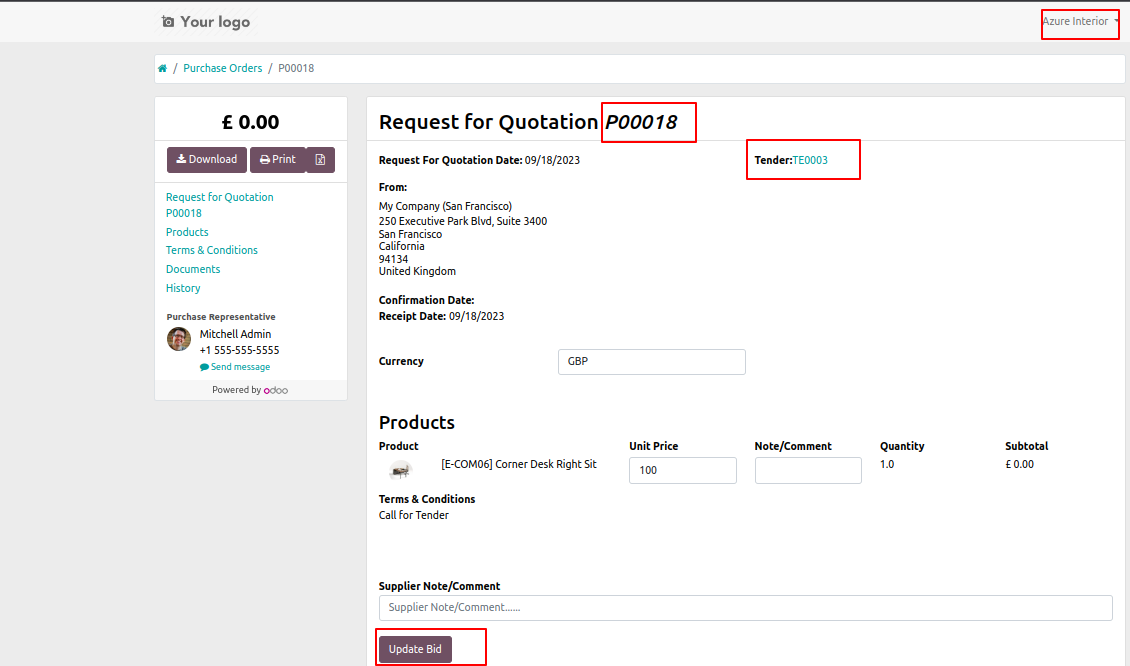 Your logo
Azure Interior
/ Purchase Orders / P00018
£ 0.00
Download
Print
Request for Quotation
P00018
Products
Terms & Conditions
Documents
History
Purchase Representative
Mitchell Admin
+1 555-555-5555
Send message
Powered by odoo
Request for Quotation P00018
Request For Quotation Date: 09/18/2023
Tender:TE0003
From:
My Company (San Francisco)
250 Executive Park Blvd, Suite 3400
San Francisco
California
94134
United Kingdom
Confirmation Date:
Receipt Date: 09/18/2023
Currency
GBP
Products
Product Unit Price Note/Comment Quantity Subtotal
[E-COM06] Corner Desk Right Sit 100 1.0 £ 0.00
Terms & Conditions
Call for Tender
Supplier Note/Comment
Supplier Note/Comment......
Update Bid